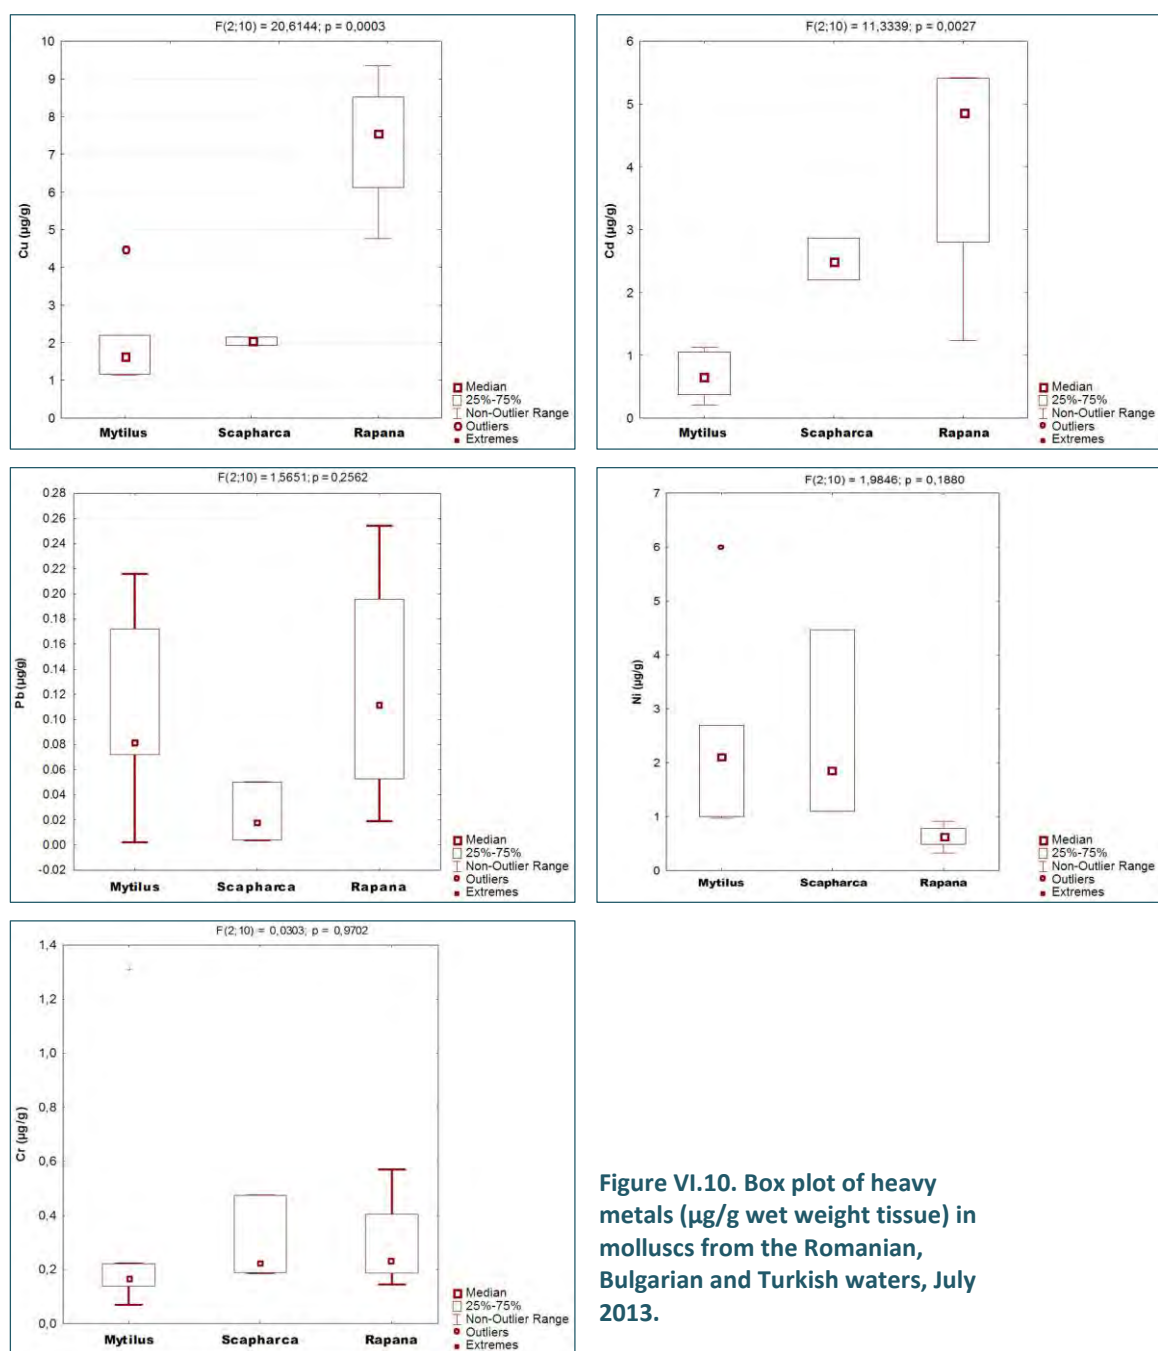 F(2;10) = 20,6144; p = 0,0003
10
9
8
7
6
5
4
3
2
1
0
Cu (µg/g)
Mytilus Scapharca Rapana
Median
25%-75%
Non-Outlier Range
Outliers
Extremes
F(2;10) = 11,3339; p = 0,0027
6
5
4
3
2
1
0
Cd (µg/g)
Mytilus Scapharca Rapana
Median
25%-75%
Non-Outlier Range
Outliers
Extremes
F(2;10) = 1,5651; p = 0,2562
0.28
0.26
0.24
0.22
0.20
0.18
0.16
0.14
0.12
0.10
0.08
0.06
0.04
0.02
0.00
-0.02
Pb (µg/g)
Mytilus Scapharca Rapana
Median
25%-75%
Non-Outlier Range
Outliers
Extremes
F(2;10) = 1,9846; p = 0,1880
7
6
5
4
3
2
1
0
Ni (µg/g)
Mytilus Scapharca Rapana
Median
25%-75%
Non-Outlier Range
Outliers
Extremes
F(2;10) = 0,0303; p = 0,9702
1,4
1,2
1,0
0,8
0,6
0,4
0,2
0,0
Cr (µg/g)
Mytilus Scapharca Rapana
Median
25%-75%
Non-Outlier Range
Outliers
Extremes
Figure VI.10. Box plot of heavy
metals (µg/g wet weight tissue) in
molluscs from the Romanian,
Bulgarian and Turkish waters, July
2013.